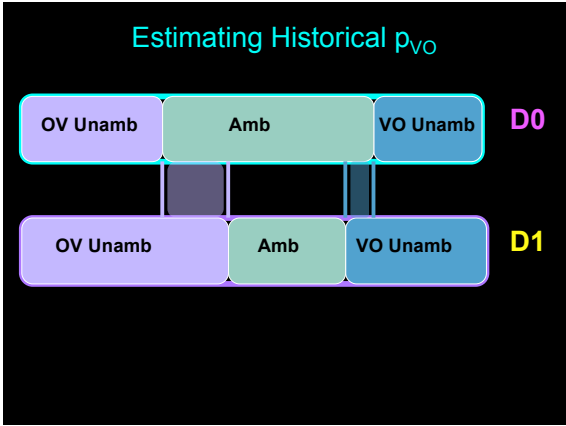 Estimating Historical pVO
OV Unamb Amb VO Unamb D0
OV Unamb Amb VO Unamb D1